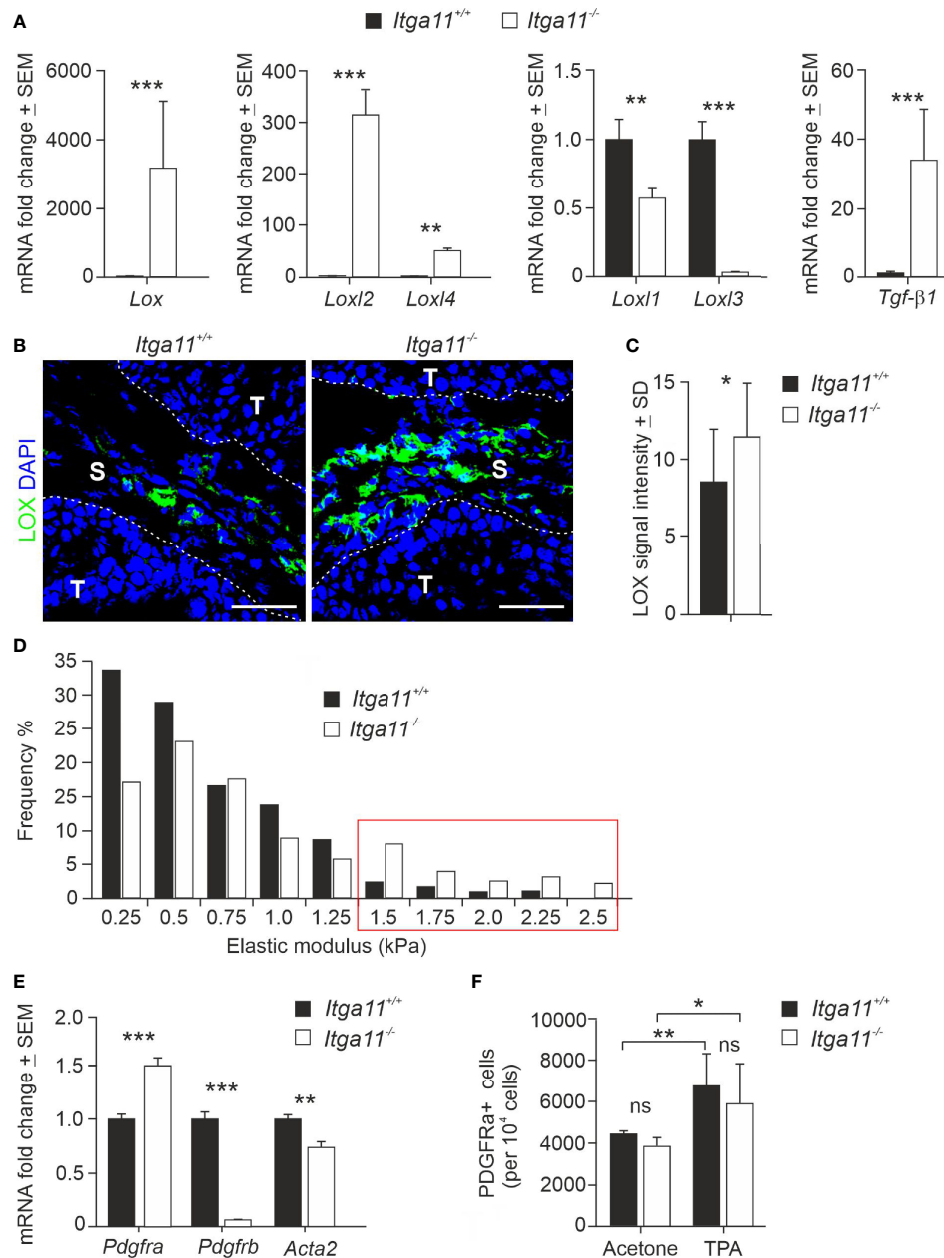 A
Itga11+/+ Itga11-/-
mRNA fold change ± SEM
6000
4000
2000
0
***
Lox
mRNA fold change ± SEM
400
300
200
100
0
***
**
Loxl2 Loxl4
mRNA fold change ± SEM
1.5
1.0
0.5
0
**
***
Loxl1 Loxl3
mRNA fold change ± SEM
60
40
20
0
***
Tgf-β1
B
Itga11+/+ Itga11-/-
LOX DAPI
T
S
T
T
S
T
C
LOX signal intensity ± SD
15
10
5
0
*
Itga11+/+
Itga11-/-
D
Frequency %
35
30
25
20
15
10
5
0
Itga11+/+
Itga11-/
0.25 0.5 0.75 1.0 1.25 1.5 1.75 2.0 2.25 2.5
Elastic modulus (kPa)
E
mRNA fold change ± SEM
2.0
1.5
1.0
0.5
0
***
***
**
Itga11+/+
Itga11-/-
Pdgfra Pdgfrb Acta2
F
PDGFRa+ cells
(per 10⁴ cells)
10000
8000
6000
4000
2000
0
*
**
ns
ns
Itga11+/+
Itga11-/-
Acetone TPA